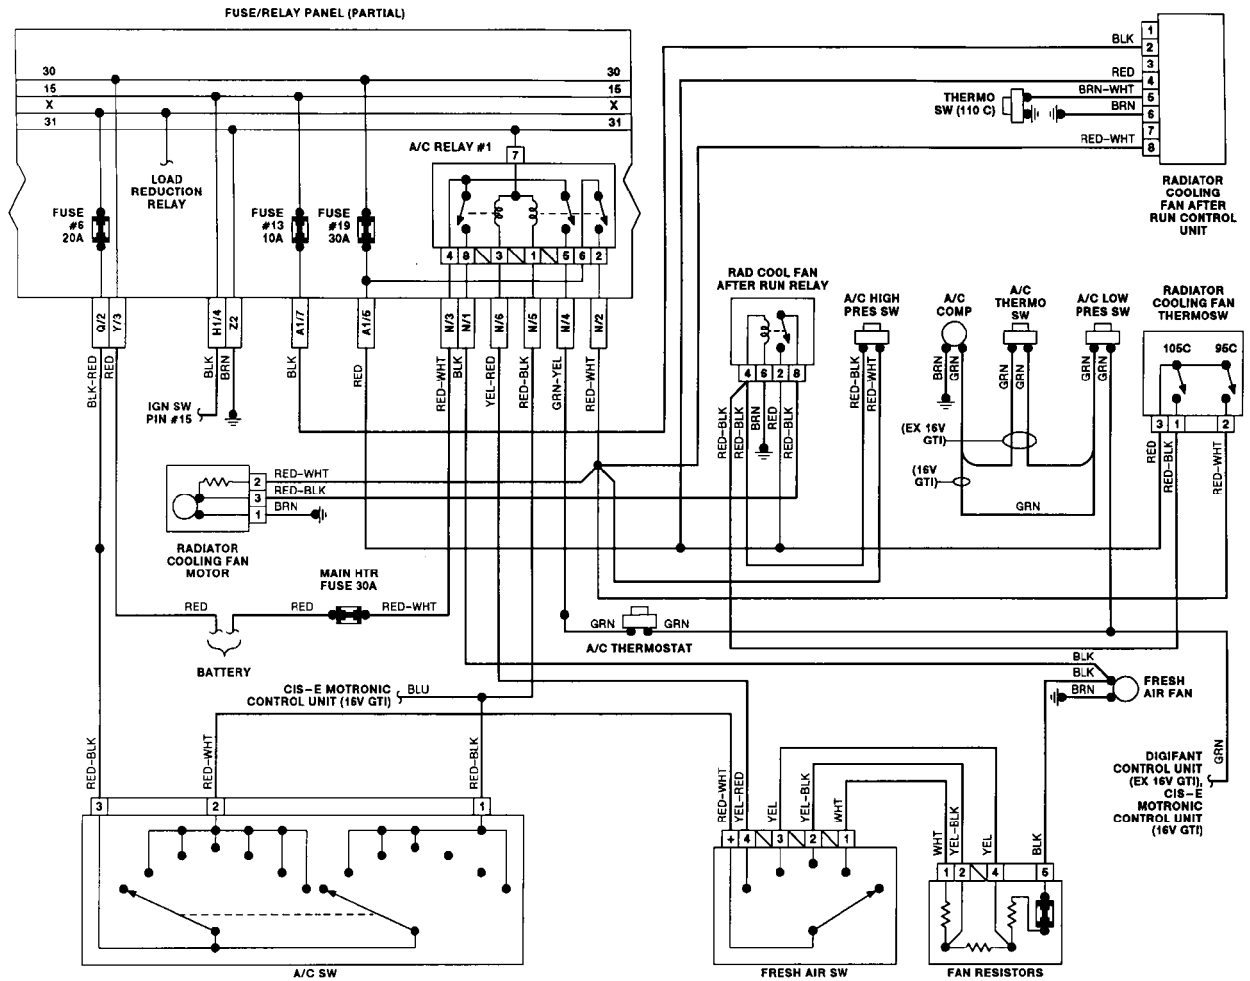 FUSE/RELAY PANEL (PARTIAL)
30
15
X
31
30
15
X
31
LOAD
REDUCTION
RELAY
A/C RELAY #1
7
FUSE
#6
20A
FUSE
#13
10A
FUSE
#19
30A
4 8 3 1 5 6 2
Q/2
Y/3
H1/4
Z2
A1/7
A1/5
N/3
N/1
N/6
N/5
N/4
N/2
BLK-RED
RED
BLK
BRN
BLK
RED
RED-WHT
BLK
YEL-RED
RED-BLK
GRN-YEL
RED-WHT
IGN SW
PIN #15
BLK
RED
BRN-WHT
BRN
RED-WHT
1
2
3
4
5
6
7
8
THERMO
SW (110 C)
RADIATOR
COOLING
FAN AFTER
RUN CONTROL
UNIT
RAD COOL FAN
AFTER RUN RELAY
4 6 2 8
RED-BLK
RED-BLK
BRN
RED
RED-BLK
A/C HIGH
PRES SW
RED-BLK
RED-WHT
A/C
COMP
BRN
GRN
A/C
THERMO
SW
GRN
GRN
A/C LOW
PRES SW
GRN
GRN
(EX 16V
GTI)
(16V
GTI)
GRN
RADIATOR
COOLING FAN
THERMOSW
105C
95C
3 1 2
RED
RED-BLK
RED-WHT
RED-WHT
RED-BLK
BRN
2
3
1
RADIATOR
COOLING FAN
MOTOR
MAIN HTR
FUSE 30A
RED
RED
RED-WHT
BATTERY
GRN
GRN
A/C THERMOSTAT
CIS-E MOTRONIC
CONTROL UNIT (16V GTI)
BLU
BLK
BLK
BRN
FRESH
AIR FAN
GRN
DIGIFANT
CONTROL UNIT
(EX 16V GTI),
CIS-E
MOTRONIC
CONTROL UNIT
(16V GTI)
RED-BLK
RED-WHT
RED-BLK
3
2
1
A/C SW
RED-WHT
YEL-RED
YEL
YEL-BLK
WHT
+ 4 3 2 1
FRESH AIR SW
WHT
YEL-BLK
YEL
BLK
1 2 4 5
FAN RESISTORS